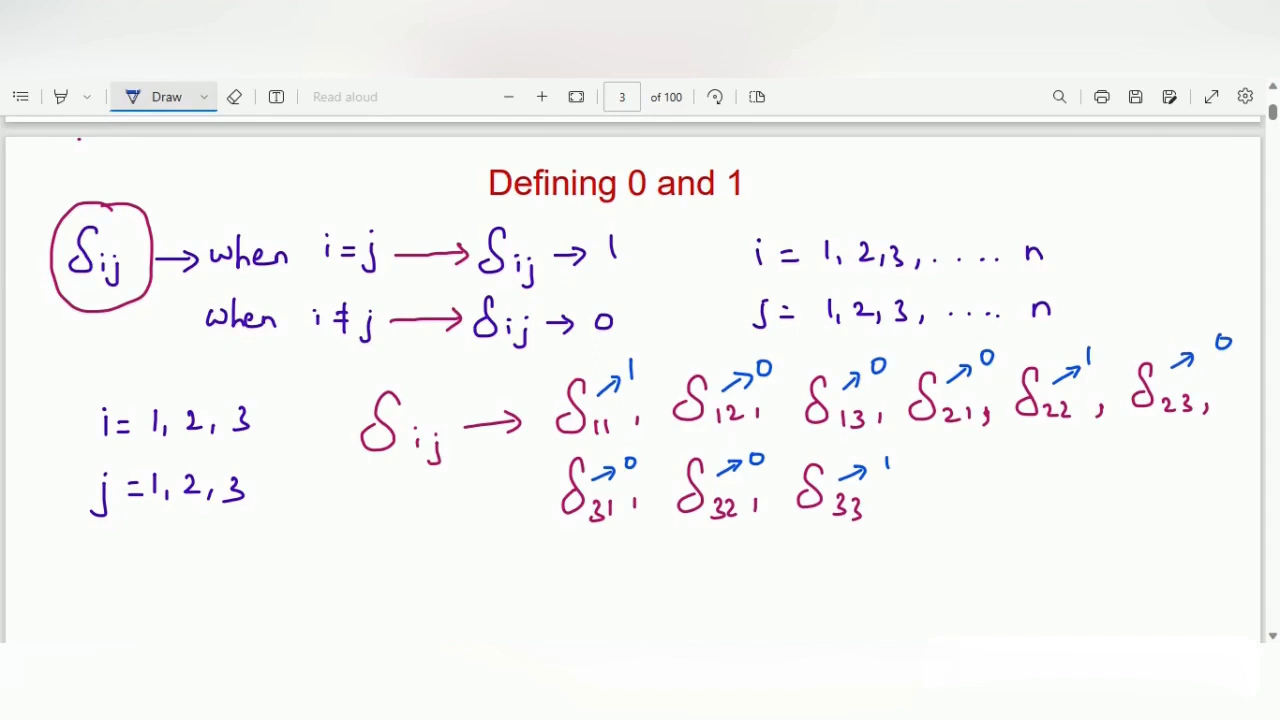 Draw Read aloud 3 of 100
Defining 0 and 1
δij → when i = j → δij → 1 i = 1, 2, 3, .... n
when i ≠ j → δij → 0 j = 1, 2, 3, .... n
i = 1, 2, 3 δij → δ11 ↗ 1, δ12 ↗ 0, δ13 ↗ 0, δ21 ↗ 0, δ22 ↗ 1, δ23 ↗ 0,
j = 1, 2, 3 δ31 ↗ 0, δ32 ↗ 0, δ33 ↗ 1